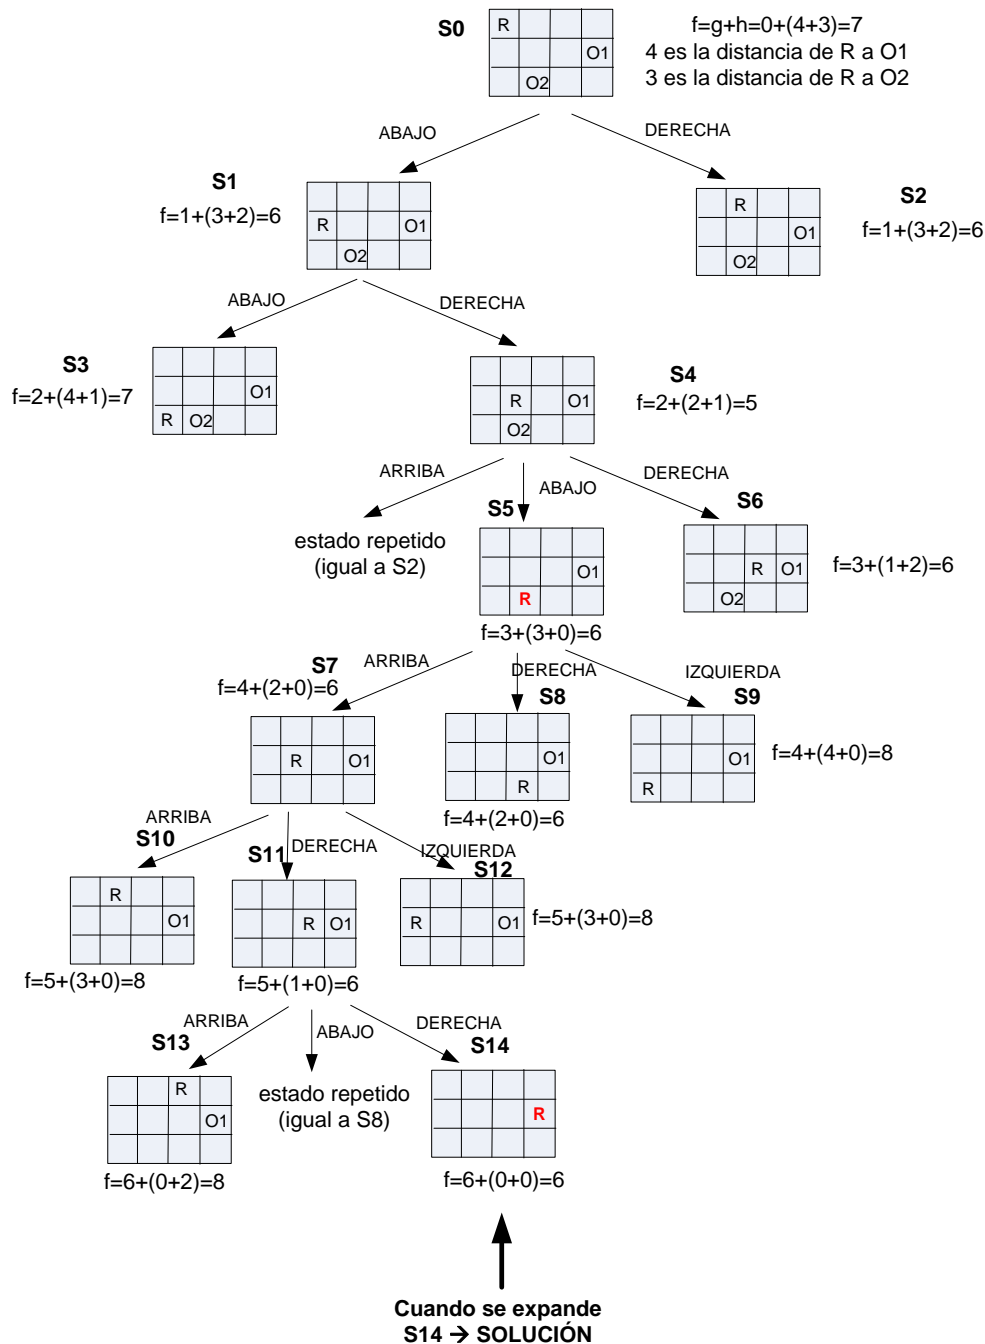 S0
R
O1
O2
f=g+h=0+(4+3)=7
4 es la distancia de R a O1
3 es la distancia de R a O2
ABAJO
DERECHA
S1
f=1+(3+2)=6
R
O1
O2
R
O1
O2
S2
f=1+(3+2)=6
ABAJO
DERECHA
S3
f=2+(4+1)=7
O1
R O2
R O1
O2
S4
f=2+(2+1)=5
ARRIBA
ABAJO
DERECHA
estado repetido
(igual a S2)
S5
O1
R
f=3+(3+0)=6
S6
R O1
O2
f=3+(1+2)=6
ARRIBA
DERECHA
IZQUIERDA
S7
f=4+(2+0)=6
R O1
S8
O1
R
f=4+(2+0)=6
S9
O1
R
f=4+(4+0)=8
ARRIBA
DERECHA
IZQUIERDA
S10
R
O1
f=5+(3+0)=8
S11
R O1
f=5+(1+0)=6
S12
R O1
f=5+(3+0)=8
ARRIBA
ABAJO
DERECHA
S13
R
O1
f=6+(0+2)=8
estado repetido
(igual a S8)
S14
R
f=6+(0+0)=6
Cuando se expande
S14 → SOLUCIÓN